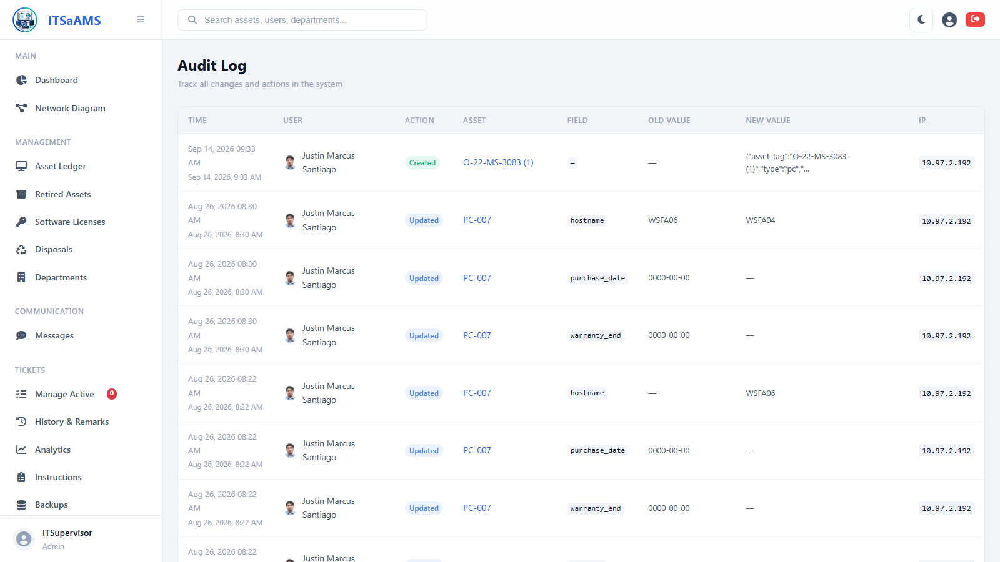 ITSaAMS
Search assets, users, departments...
MAIN
Dashboard
Network Diagram
MANAGEMENT
Asset Ledger
Retired Assets
Software Licenses
Disposals
Departments
COMMUNICATION
Messages
TICKETS
Manage Active 0
History & Remarks
Analytics
Instructions
Backups
ITSupervisor
Admin
Audit Log
Track all changes and actions in the system
TIME USER ACTION ASSET FIELD OLD VALUE NEW VALUE IP
Sep 14, 2026 09:33
AM
Sep 14, 2026, 9:33 AM
Justin Marcus
Santiago
Created
O-22-MS-3083 (1)
–
—
{"asset_tag":"O-22-MS-3083
(1)","type":"pc","...
10.97.2.192
Aug 26, 2026 08:30
AM
Aug 26, 2026, 8:30 AM
Justin Marcus
Santiago
Updated
PC-007
hostname
WSFA06
WSFA04
10.97.2.192
Aug 26, 2026 08:30
AM
Aug 26, 2026, 8:30 AM
Justin Marcus
Santiago
Updated
PC-007
purchase_date
0000-00-00
—
10.97.2.192
Aug 26, 2026 08:30
AM
Aug 26, 2026, 8:30 AM
Justin Marcus
Santiago
Updated
PC-007
warranty_end
0000-00-00
—
10.97.2.192
Aug 26, 2026 08:22
AM
Aug 26, 2026, 8:22 AM
Justin Marcus
Santiago
Updated
PC-007
hostname
—
WSFA06
10.97.2.192
Aug 26, 2026 08:22
AM
Aug 26, 2026, 8:22 AM
Justin Marcus
Santiago
Updated
PC-007
purchase_date
0000-00-00
—
10.97.2.192
Aug 26, 2026 08:22
AM
Aug 26, 2026, 8:22 AM
Justin Marcus
Santiago
Updated
PC-007
warranty_end
0000-00-00
—
10.97.2.192
Aug 26, 2026 08:22
Justin Marcus